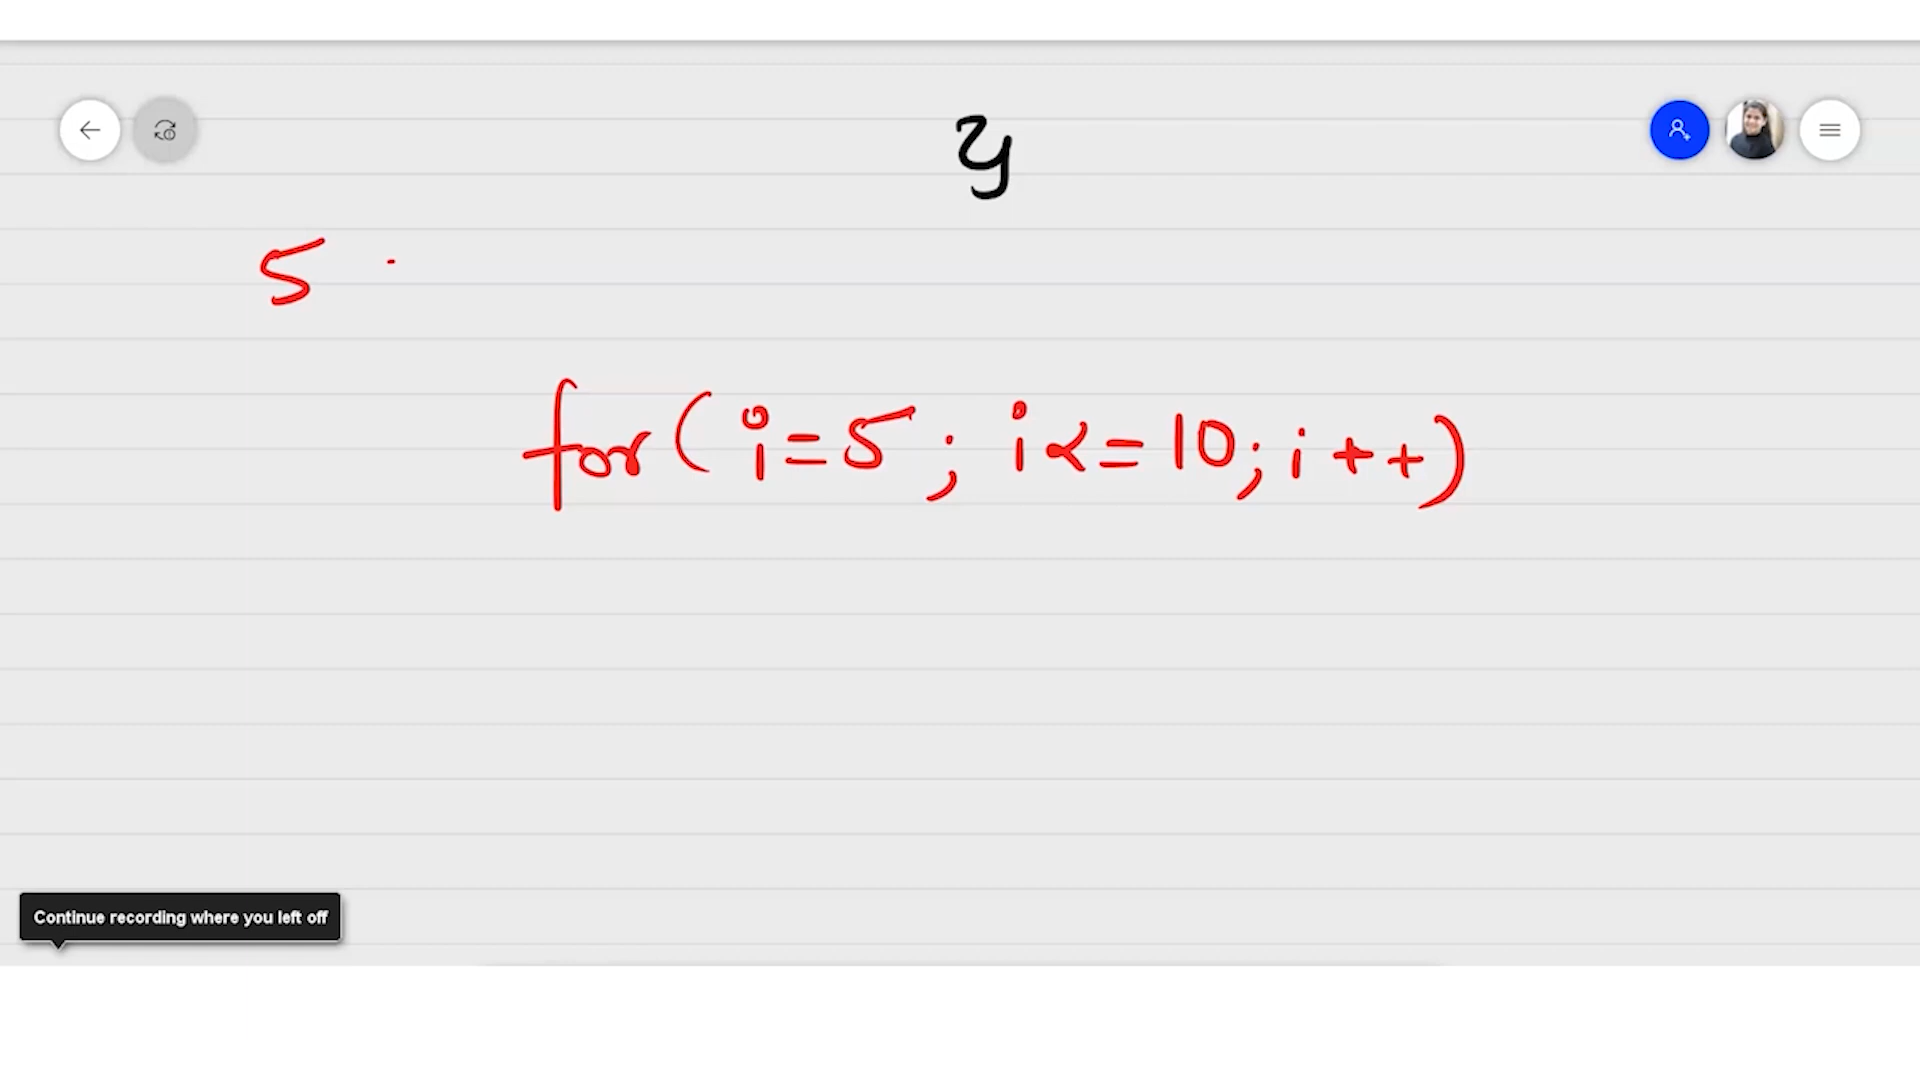 }
5
for( i=5; i<=10; i++)
Continue recording where you left off